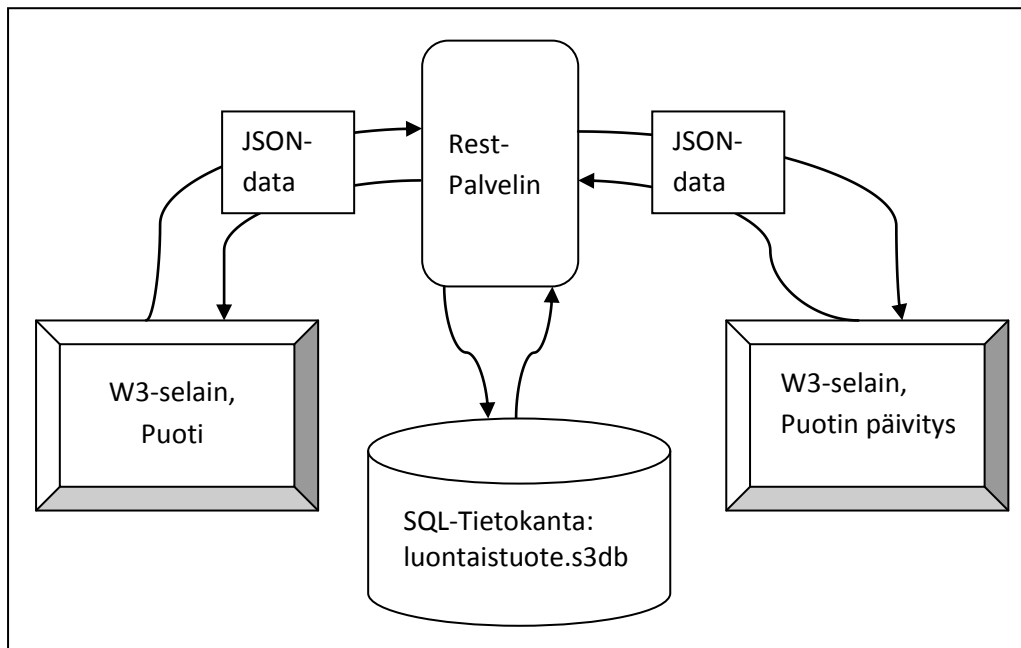 JSON-
data
Rest-
Palvelin
JSON-
data
W3-selain,
Puoti
W3-selain,
Puotin päivitys
SQL-Tietokanta:
luontaistuote.s3db